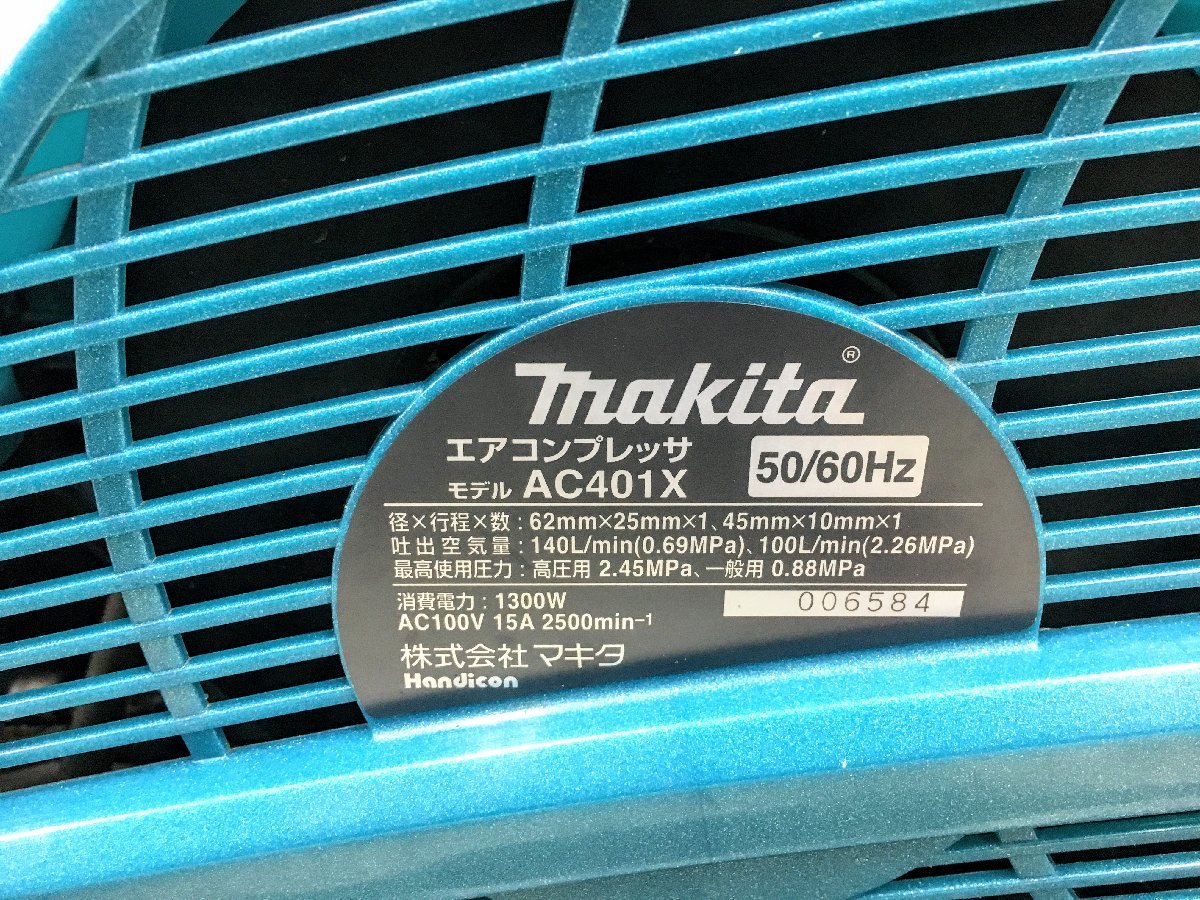 makita®
エアコンプレッサ
モデル AC401X 50/60Hz
径×行程×数：62mm×25mm×1、45mm×10mm×1
吐出空気量：140L/min(0.69MPa)、100L/min(2.26MPa)
最高使用圧力：高圧用 2.45MPa、一般用 0.88MPa
消費電力：1300W
006584
AC100V 15A 2500min⁻¹
株式会社 マキタ
Handicon